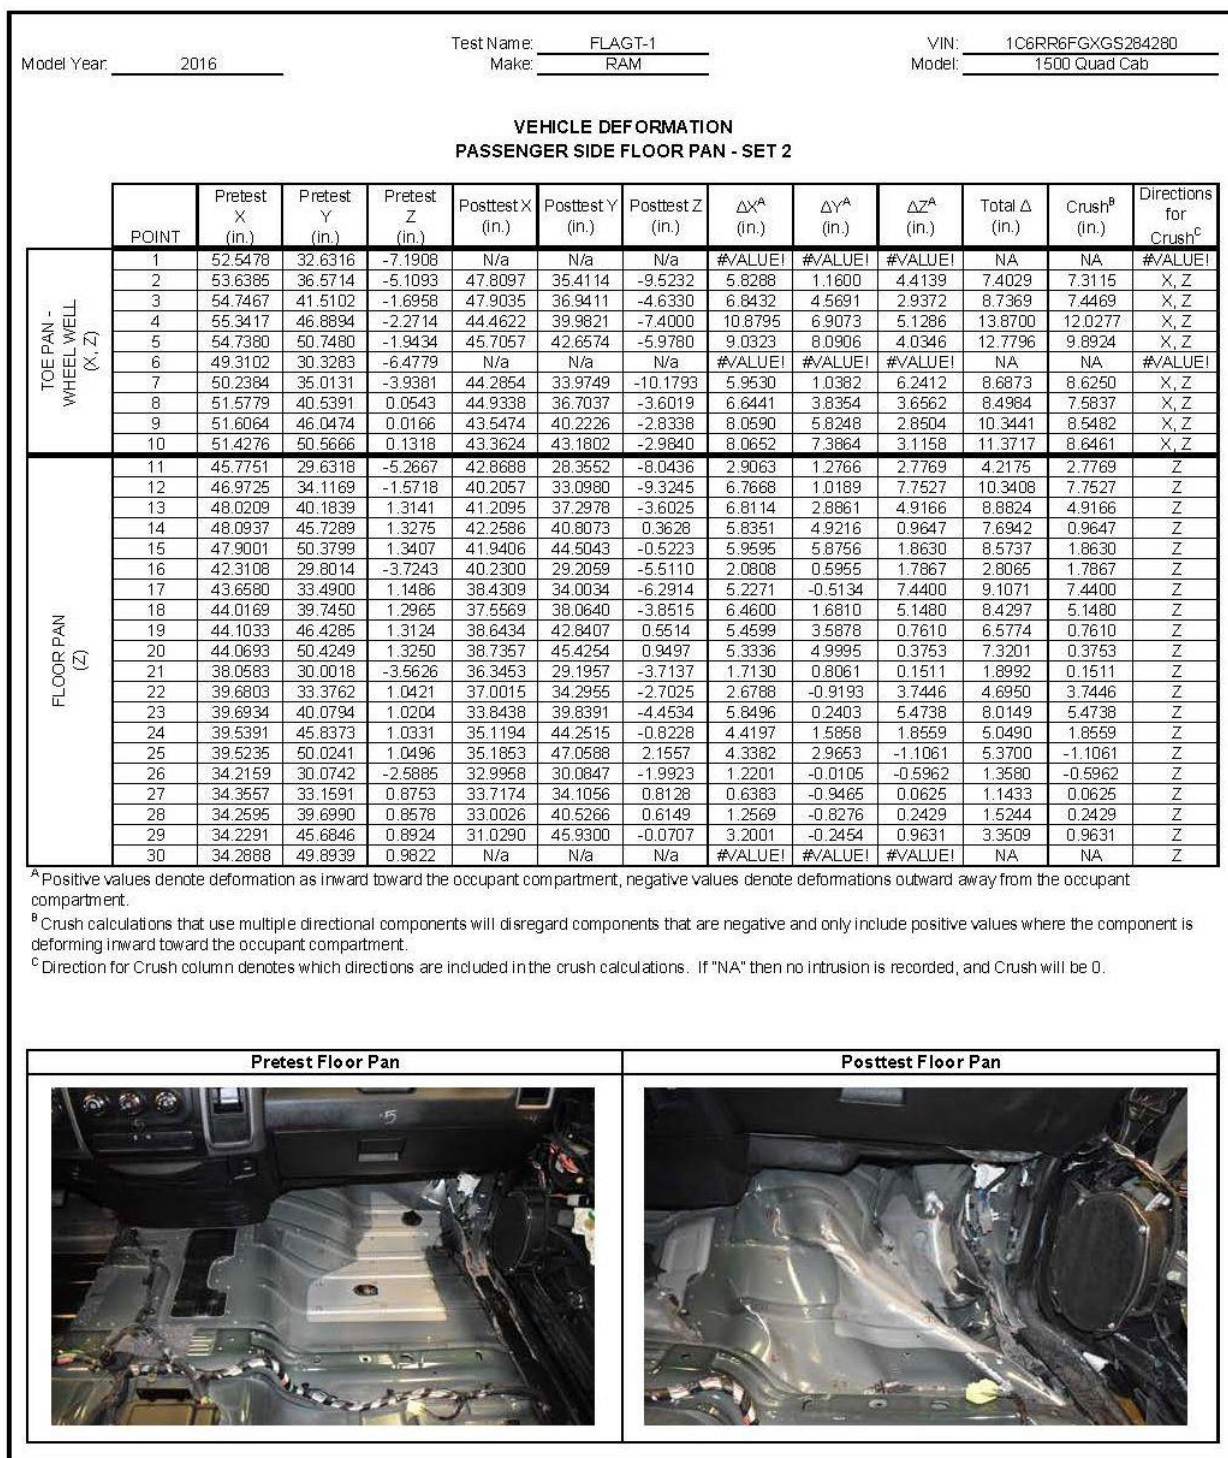 Test Name: FLAGT-1 VIN: 1C6RR6FGXGS284280
Model Year: 2016 Make: RAM Model: 1500 Quad Cab
VEHICLE DEFORMATION
PASSENGER SIDE FLOOR PAN - SET 2
POINT Pretest X (in.) Pretest Y (in.) Pretest Z (in.) Posttest X (in.) Posttest Y (in.) Posttest Z (in.) ΔXᴬ (in.) ΔYᴬ (in.) ΔZᴬ (in.) Total Δ (in.) Crushᴮ (in.) Directions for Crushᶜ
TOE PAN - WHEEL WELL (X, Z)
1 52.5478 32.6316 -7.1908 N/a N/a N/a #VALUE! #VALUE! #VALUE! NA NA #VALUE!
2 53.6385 36.5714 -5.1093 47.8097 35.4114 -9.5232 5.8288 1.1600 4.4139 7.4029 7.3115 X, Z
3 54.7467 41.5102 -1.6958 47.9035 36.9411 -4.6330 6.8432 4.5691 2.9372 8.7369 7.4469 X, Z
4 55.3417 46.8894 -2.2714 44.4622 39.9821 -7.4000 10.8795 6.9073 5.1286 13.8700 12.0277 X, Z
5 54.7380 50.7480 -1.9434 45.7057 42.6574 -5.9780 9.0323 8.0906 4.0346 12.7796 9.8924 X, Z
6 49.3102 30.3283 -6.4779 N/a N/a N/a #VALUE! #VALUE! #VALUE! NA NA #VALUE!
7 50.2384 35.0131 -3.9381 44.2854 33.9749 -10.1793 5.9530 1.0382 6.2412 8.6873 8.6250 X, Z
8 51.5779 40.5391 0.0543 44.9338 36.7037 -3.6019 6.6441 3.8354 3.6562 8.4984 7.5837 X, Z
9 51.6064 46.0474 0.0166 43.5474 40.2226 -2.8338 8.0590 5.8248 2.8504 10.3441 8.5482 X, Z
10 51.4276 50.5666 0.1318 43.3624 43.1802 -2.9840 8.0652 7.3864 3.1158 11.3717 8.6461 X, Z
FLOOR PAN (Z)
11 45.7751 29.6318 -5.2667 42.8688 28.3552 -8.0436 2.9063 1.2766 2.7769 4.2175 2.7769 Z
12 46.9725 34.1169 -1.5718 40.2057 33.0980 -9.3245 6.7668 1.0189 7.7527 10.3408 7.7527 Z
13 48.0209 40.1839 1.3141 41.2095 37.2978 -3.6025 6.8114 2.8861 4.9166 8.8824 4.9166 Z
14 48.0937 45.7289 1.3275 42.2586 40.8073 0.3628 5.8351 4.9216 0.9647 7.6942 0.9647 Z
15 47.9001 50.3799 1.3407 41.9406 44.5043 -0.5223 5.9595 5.8756 1.8630 8.5737 1.8630 Z
16 42.3108 29.8014 -3.7243 40.2300 29.2059 -5.5110 2.0808 0.5955 1.7867 2.8065 1.7867 Z
17 43.6580 33.4900 1.1486 38.4309 34.0034 -6.2914 5.2271 -0.5134 7.4400 9.1071 7.4400 Z
18 44.0169 39.7450 1.2965 37.5569 38.0640 -3.8515 6.4600 1.6810 5.1480 8.4297 5.1480 Z
19 44.1033 46.4285 1.3124 38.6434 42.8407 0.5514 5.4599 3.5878 0.7610 6.5774 0.7610 Z
20 44.0693 50.4249 1.3250 38.7357 45.4254 0.9497 5.3336 4.9995 0.3753 7.3201 0.3753 Z
21 38.0583 30.0018 -3.5626 36.3453 29.1957 -3.7137 1.7130 0.8061 0.1511 1.8992 0.1511 Z
22 39.6803 33.3762 1.0421 37.0015 34.2955 -2.7025 2.6788 -0.9193 3.7446 4.6950 3.7446 Z
23 39.6934 40.0794 1.0204 33.8438 39.8391 -4.4534 5.8496 0.2403 5.4738 8.0149 5.4738 Z
24 39.5391 45.8373 1.0331 35.1194 44.2515 -0.8228 4.4197 1.5858 1.8559 5.0490 1.8559 Z
25 39.5235 50.0241 1.0496 35.1853 47.0588 2.1557 4.3382 2.9653 -1.1061 5.3700 -1.1061 Z
26 34.2159 30.0742 -2.5885 32.9958 30.0847 -1.9923 1.2201 -0.0105 -0.5962 1.3580 -0.5962 Z
27 34.3557 33.1591 0.8753 33.7174 34.1056 0.8128 0.6383 -0.9465 0.0625 1.1433 0.0625 Z
28 34.2595 39.6990 0.8578 33.0026 40.5266 0.6149 1.2569 -0.8276 0.2429 1.5244 0.2429 Z
29 34.2291 45.6846 0.8924 31.0290 45.9300 -0.0707 3.2001 -0.2454 0.9631 3.3509 0.9631 Z
30 34.2888 49.8939 0.9822 N/a N/a N/a #VALUE! #VALUE! #VALUE! NA NA Z
ᴬ Positive values denote deformation as inward toward the occupant compartment, negative values denote deformations outward away from the occupant
compartment.
ᴮ Crush calculations that use multiple directional components will disregard components that are negative and only include positive values where the component is
deforming inward toward the occupant compartment.
ᶜ Direction for Crush column denotes which directions are included in the crush calculations. If "NA" then no intrusion is recorded, and Crush will be 0.
Pretest Floor Pan Posttest Floor Pan
5